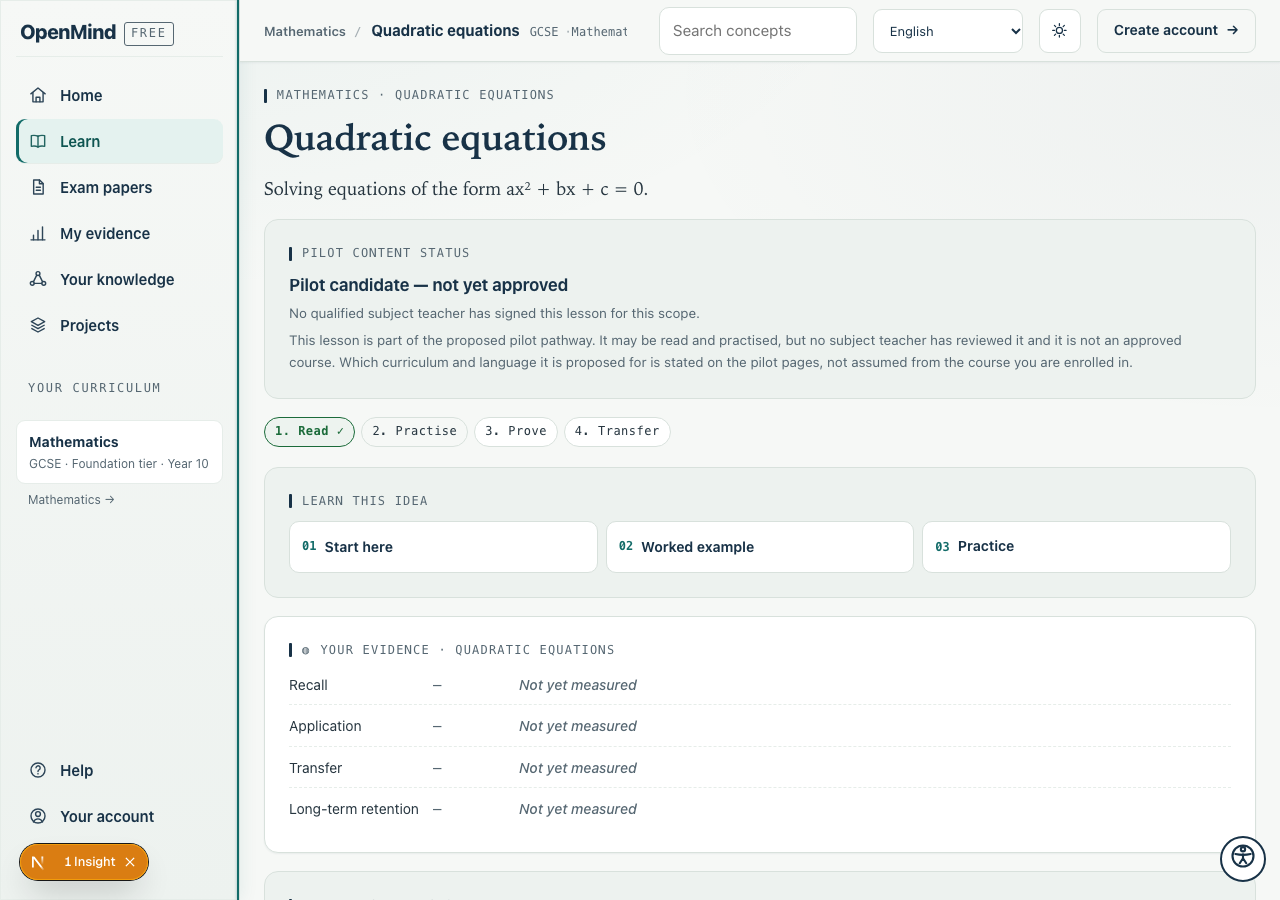 OpenMind FREE
Home
Learn
Exam papers
My evidence
Your knowledge
Projects
YOUR CURRICULUM
Mathematics
GCSE · Foundation tier · Year 10
Mathematics →
Help
Your account
1 Insight
Mathematics / Quadratic equations GCSE ·Mathemat
Search concepts
English
Create account →
MATHEMATICS · QUADRATIC EQUATIONS
Quadratic equations
Solving equations of the form ax² + bx + c = 0.
PILOT CONTENT STATUS
Pilot candidate — not yet approved
No qualified subject teacher has signed this lesson for this scope.
This lesson is part of the proposed pilot pathway. It may be read and practised, but no subject teacher has reviewed it and it is not an approved
course. Which curriculum and language it is proposed for is stated on the pilot pages, not assumed from the course you are enrolled in.
1. Read ✓
2. Practise
3. Prove
4. Transfer
LEARN THIS IDEA
01 Start here
02 Worked example
03 Practice
YOUR EVIDENCE · QUADRATIC EQUATIONS
Recall – Not yet measured
Application – Not yet measured
Transfer – Not yet measured
Long-term retention – Not yet measured